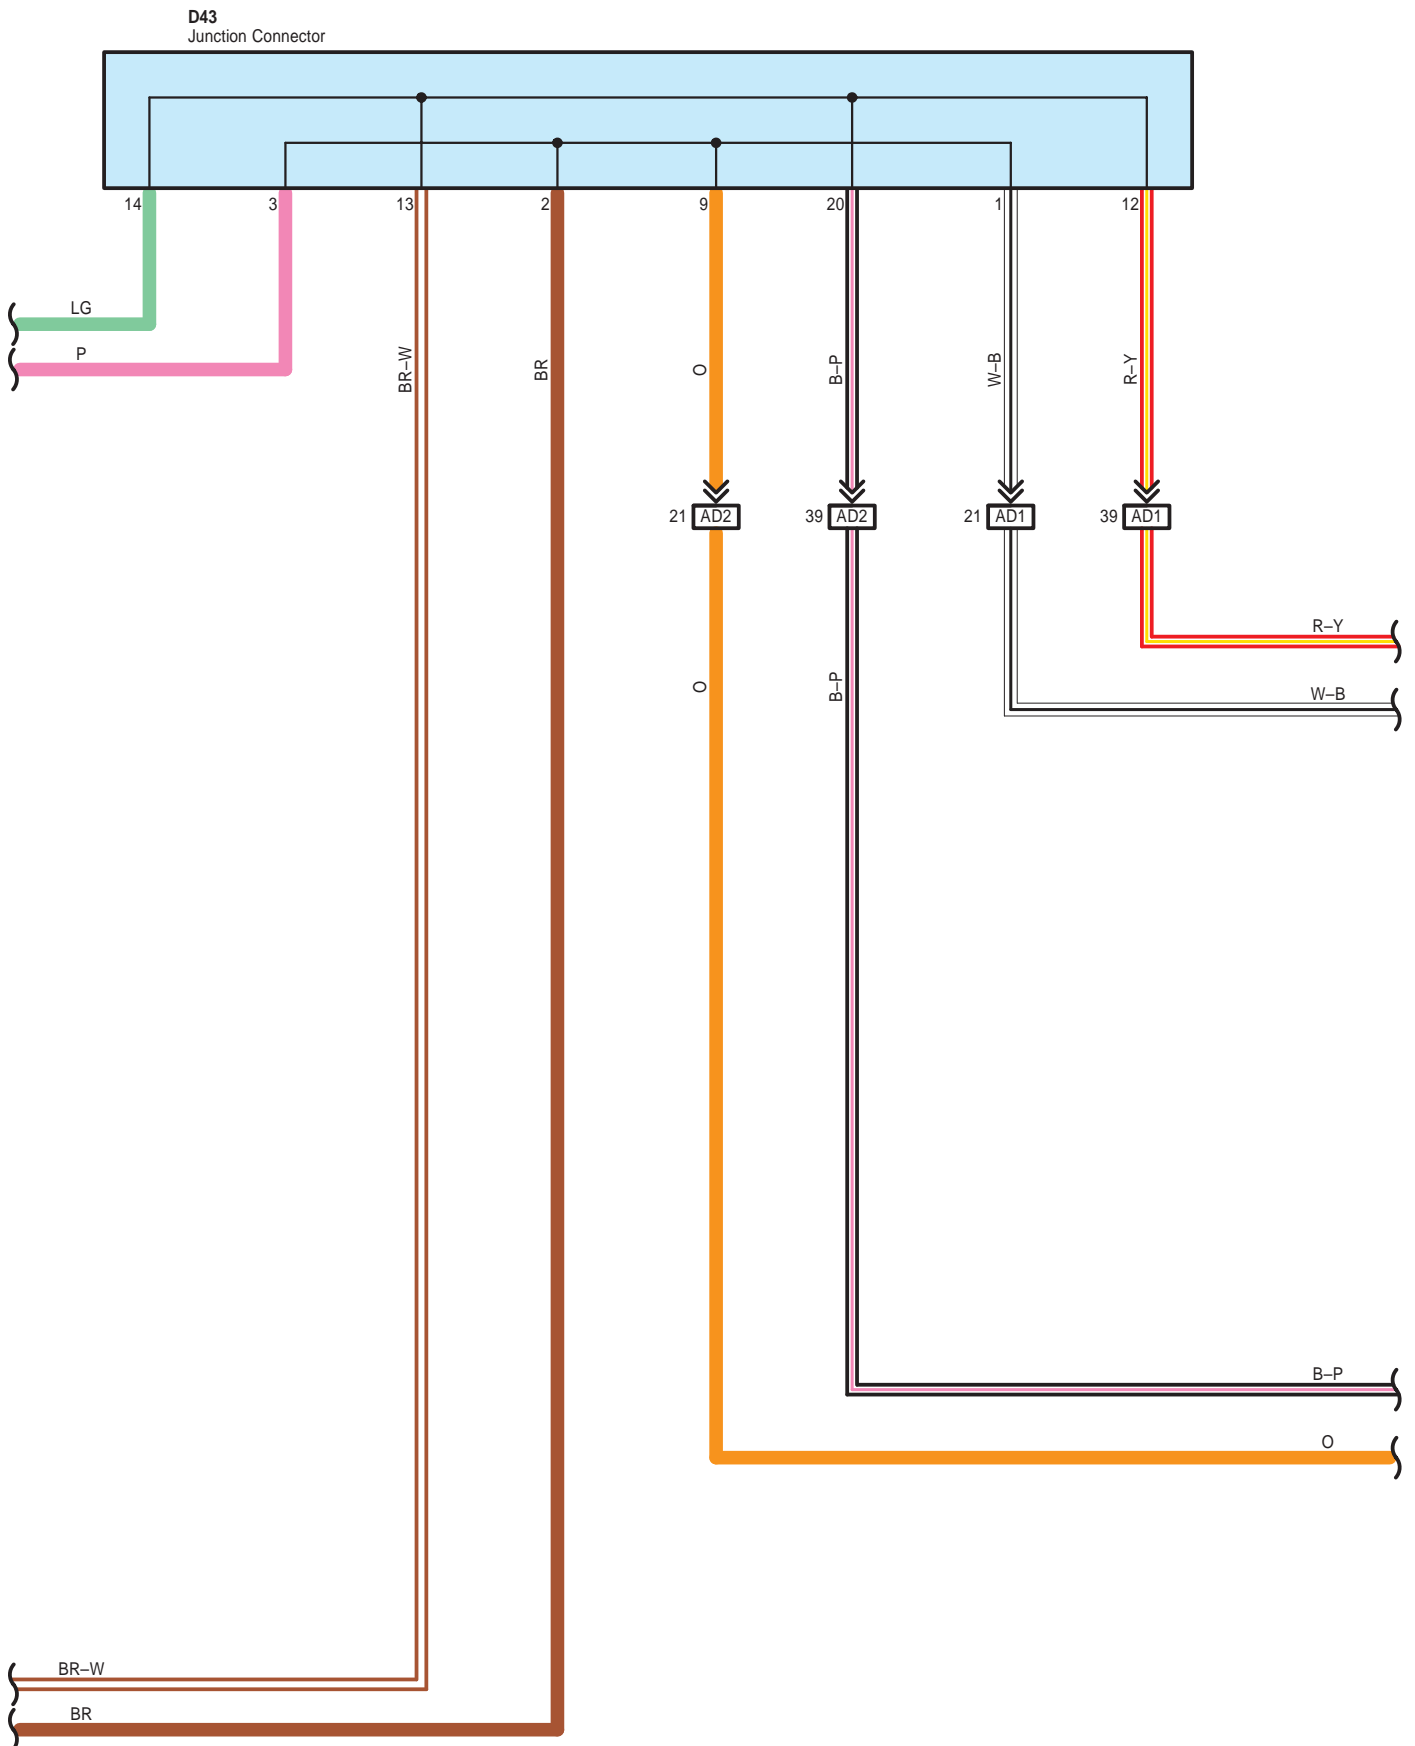 D43
Junction Connector
14
3
13
2
9
20
1
12
LG
P
BR–W
BR
O
B–P
W–B
R–Y
21 AD2
39 AD2
21 AD1
39 AD1
R–Y
O
B–P
W–B
B–P
O
BR–W
BR